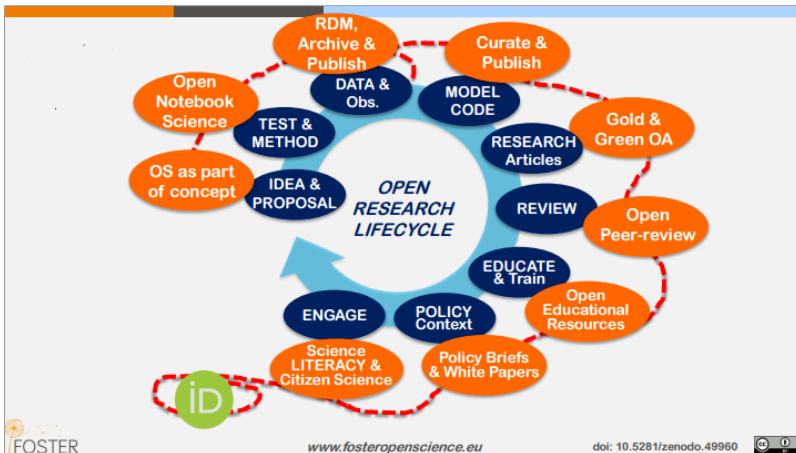 RDM,
Archive &
Publish
Curate &
Publish
Open
Notebook
Science
DATA &
Obs.
MODEL
CODE
Gold &
Green OA
TEST &
METHOD
RESEARCH
Articles
OS as part
of concept
IDEA &
PROPOSAL
OPEN
RESEARCH
LIFECYCLE
REVIEW
Open
Peer-review
EDUCATE
& Train
Open
Educational
Resources
ENGAGE
POLICY
Context
Science
LITERACY &
Citizen Science
Policy Briefs
& White Papers
iD
FOSTER
www.fosteropenscience.eu
doi: 10.5281/zenodo.49960
cc
BY